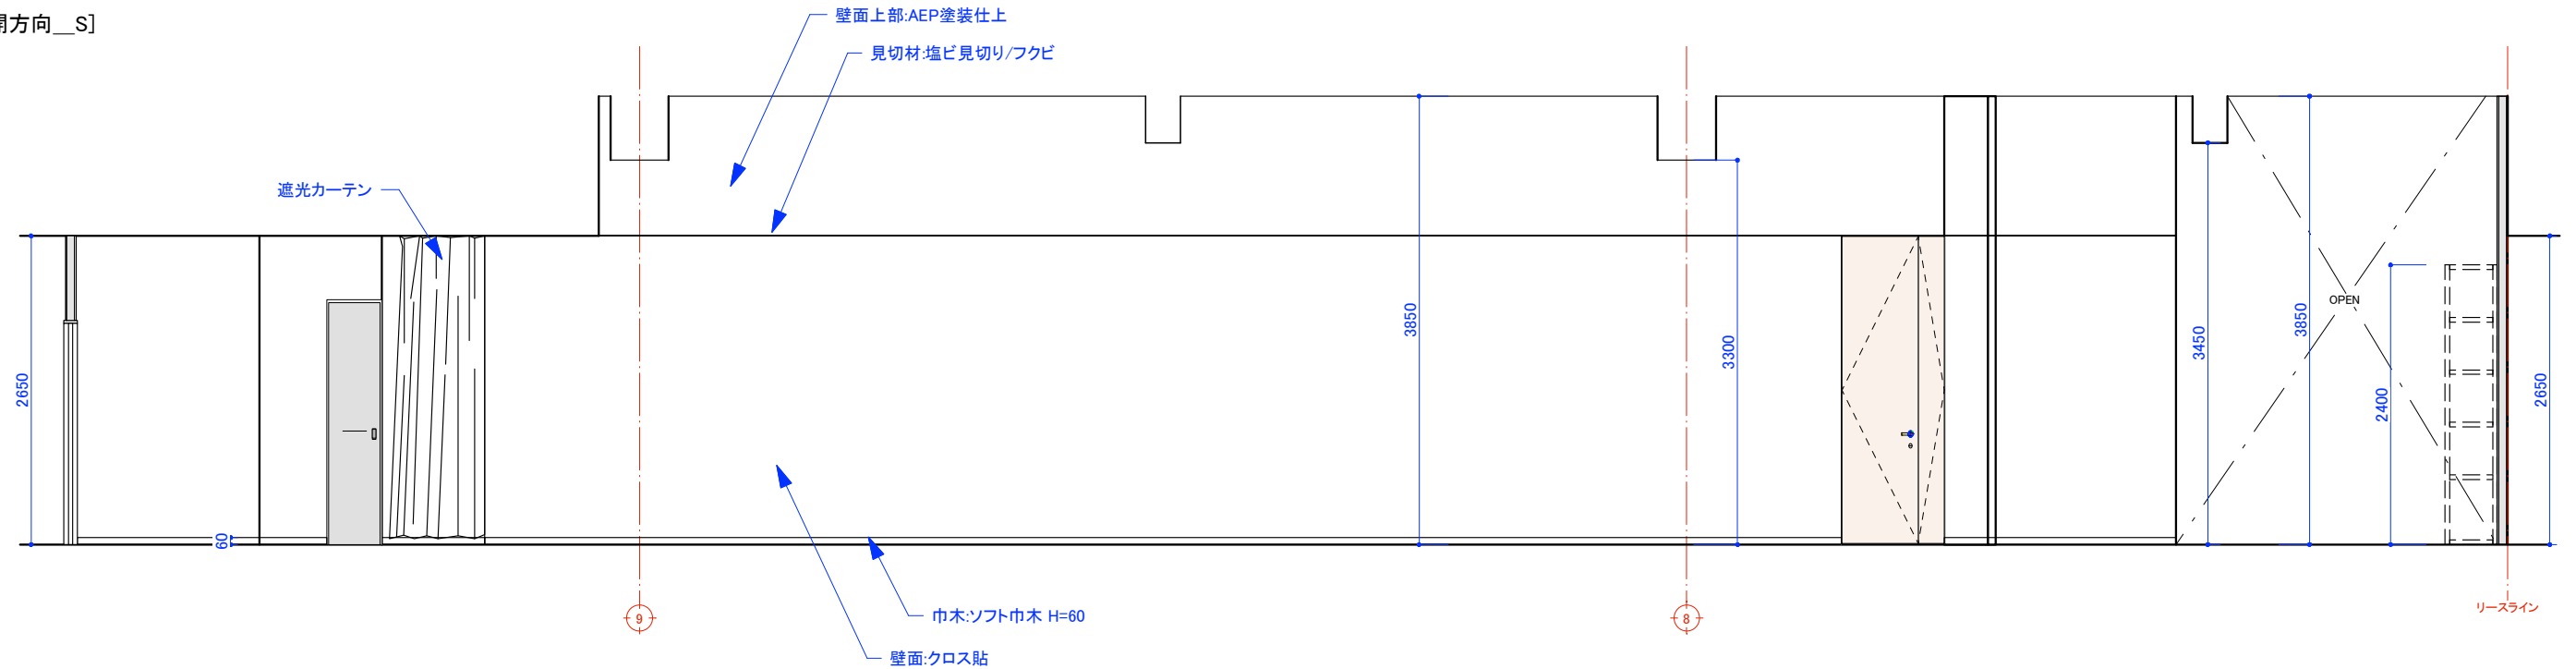 開方向__S]
壁面上部:AEP塗装仕上
見切材:塩ビ見切り/フクビ
遮光カーテン
2650
60
3850
3300
3450
3850
OPEN
2400
2650
9
8
リースライン
巾木:ソフト巾木 H=60
壁面:クロス貼